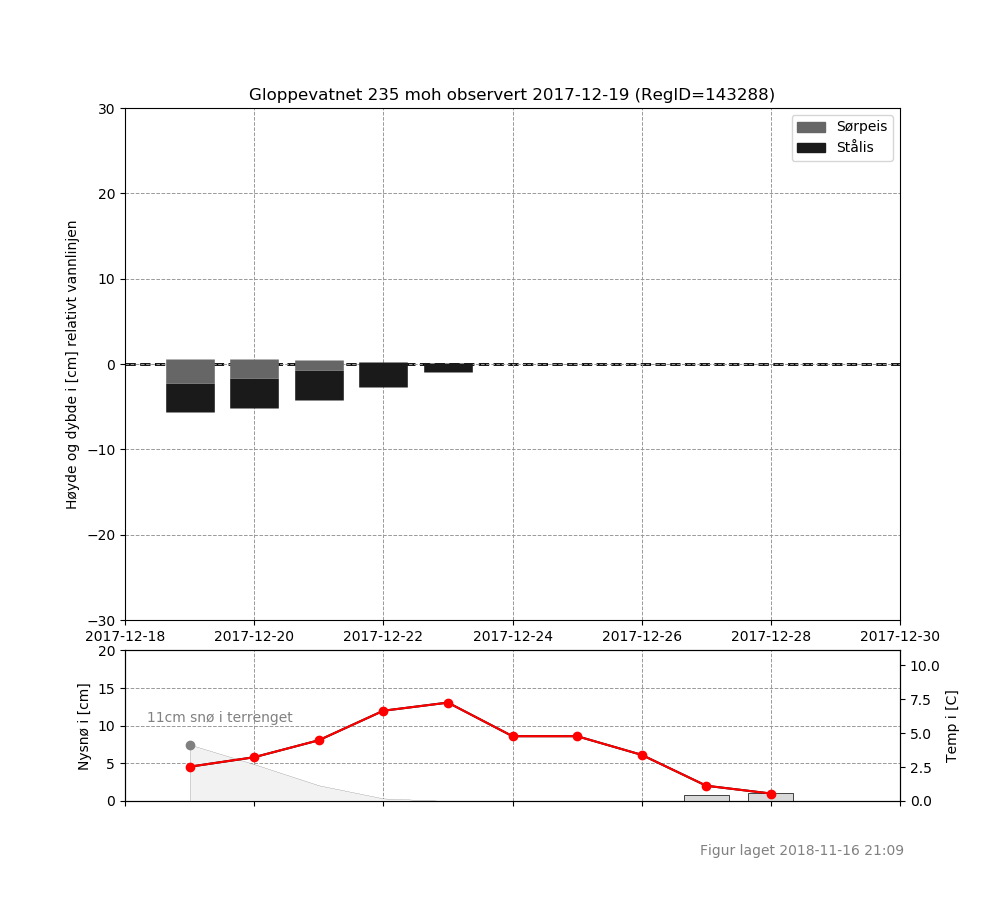 Gloppevatnet 235 moh observert 2017-12-19 (RegID=143288)
Sørpeis
Stålis
Høyde og dybde i [cm] relativt vannlinjen
30
20
10
0
−10
−20
−30
2017-12-18 2017-12-20 2017-12-22 2017-12-24 2017-12-26 2017-12-28 2017-12-30
Nysnø i [cm]
20
15
10
5
0
11cm snø i terrenget
10.0
7.5
5.0
2.5
0.0
Temp i [C]
Figur laget 2018-11-16 21:09